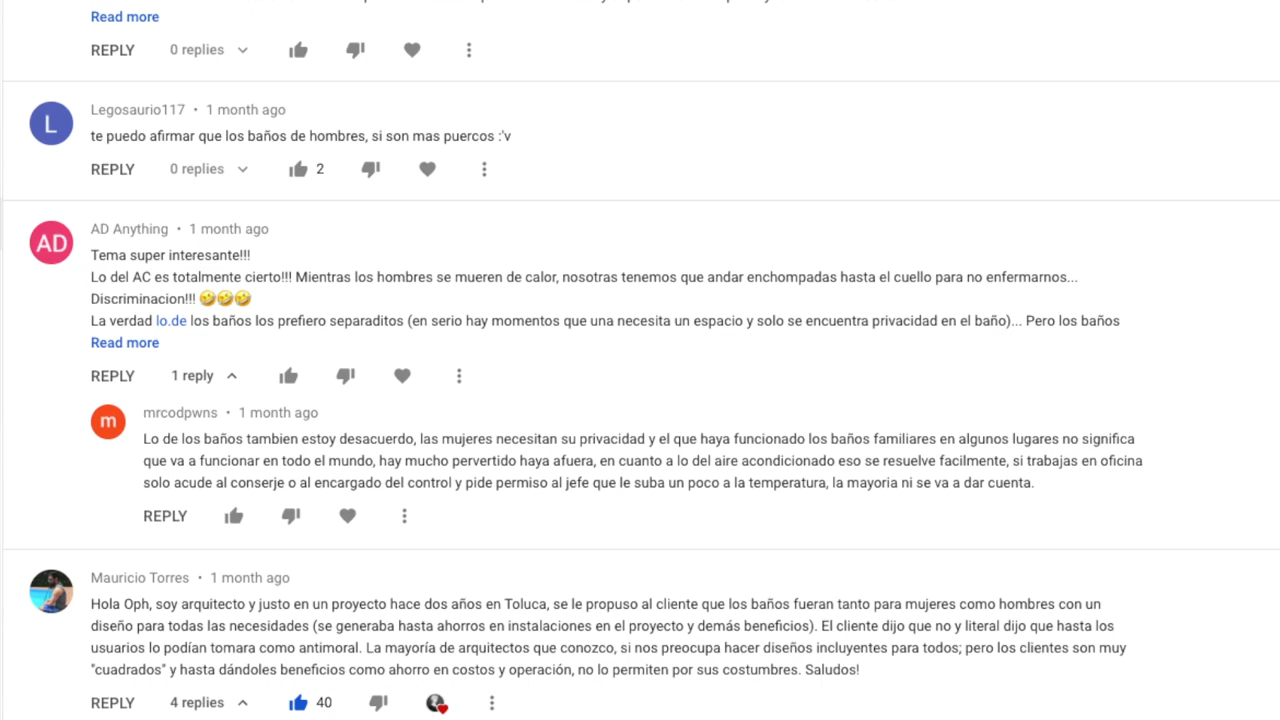 Read more
REPLY 0 replies
L
Legosaurio117 • 1 month ago
te puedo afirmar que los baños de hombres, si son mas puercos :'v
REPLY 0 replies 2
AD
AD Anything • 1 month ago
Tema super interesante!!!
Lo del AC es totalmente cierto!!! Mientras los hombres se mueren de calor, nosotras tenemos que andar enchompadas hasta el cuello para no enfermarnos...
Discriminacion!!! 🤣🤣🤣
La verdad lo.de los baños los prefiero separaditos (en serio hay momentos que una necesita un espacio y solo se encuentra privacidad en el baño)... Pero los baños
Read more
REPLY 1 reply
m
mrcodpwns • 1 month ago
Lo de los baños tambien estoy desacuerdo, las mujeres necesitan su privacidad y el que haya funcionado los baños familiares en algunos lugares no significa
que va a funcionar en todo el mundo, hay mucho pervertido haya afuera, en cuanto a lo del aire acondicionado eso se resuelve facilmente, si trabajas en oficina
solo acude al conserje o al encargado del control y pide permiso al jefe que le suba un poco a la temperatura, la mayoria ni se va a dar cuenta.
REPLY
Mauricio Torres • 1 month ago
Hola Oph, soy arquitecto y justo en un proyecto hace dos años en Toluca, se le propuso al cliente que los baños fueran tanto para mujeres como hombres con un
diseño para todas las necesidades (se generaba hasta ahorros en instalaciones en el proyecto y demás beneficios). El cliente dijo que no y literal dijo que hasta los
usuarios lo podían tomara como antimoral. La mayoría de arquitectos que conozco, si nos preocupa hacer diseños incluyentes para todos; pero los clientes son muy
"cuadrados" y hasta dándoles beneficios como ahorro en costos y operación, no lo permiten por sus costumbres. Saludos!
REPLY 4 replies 40